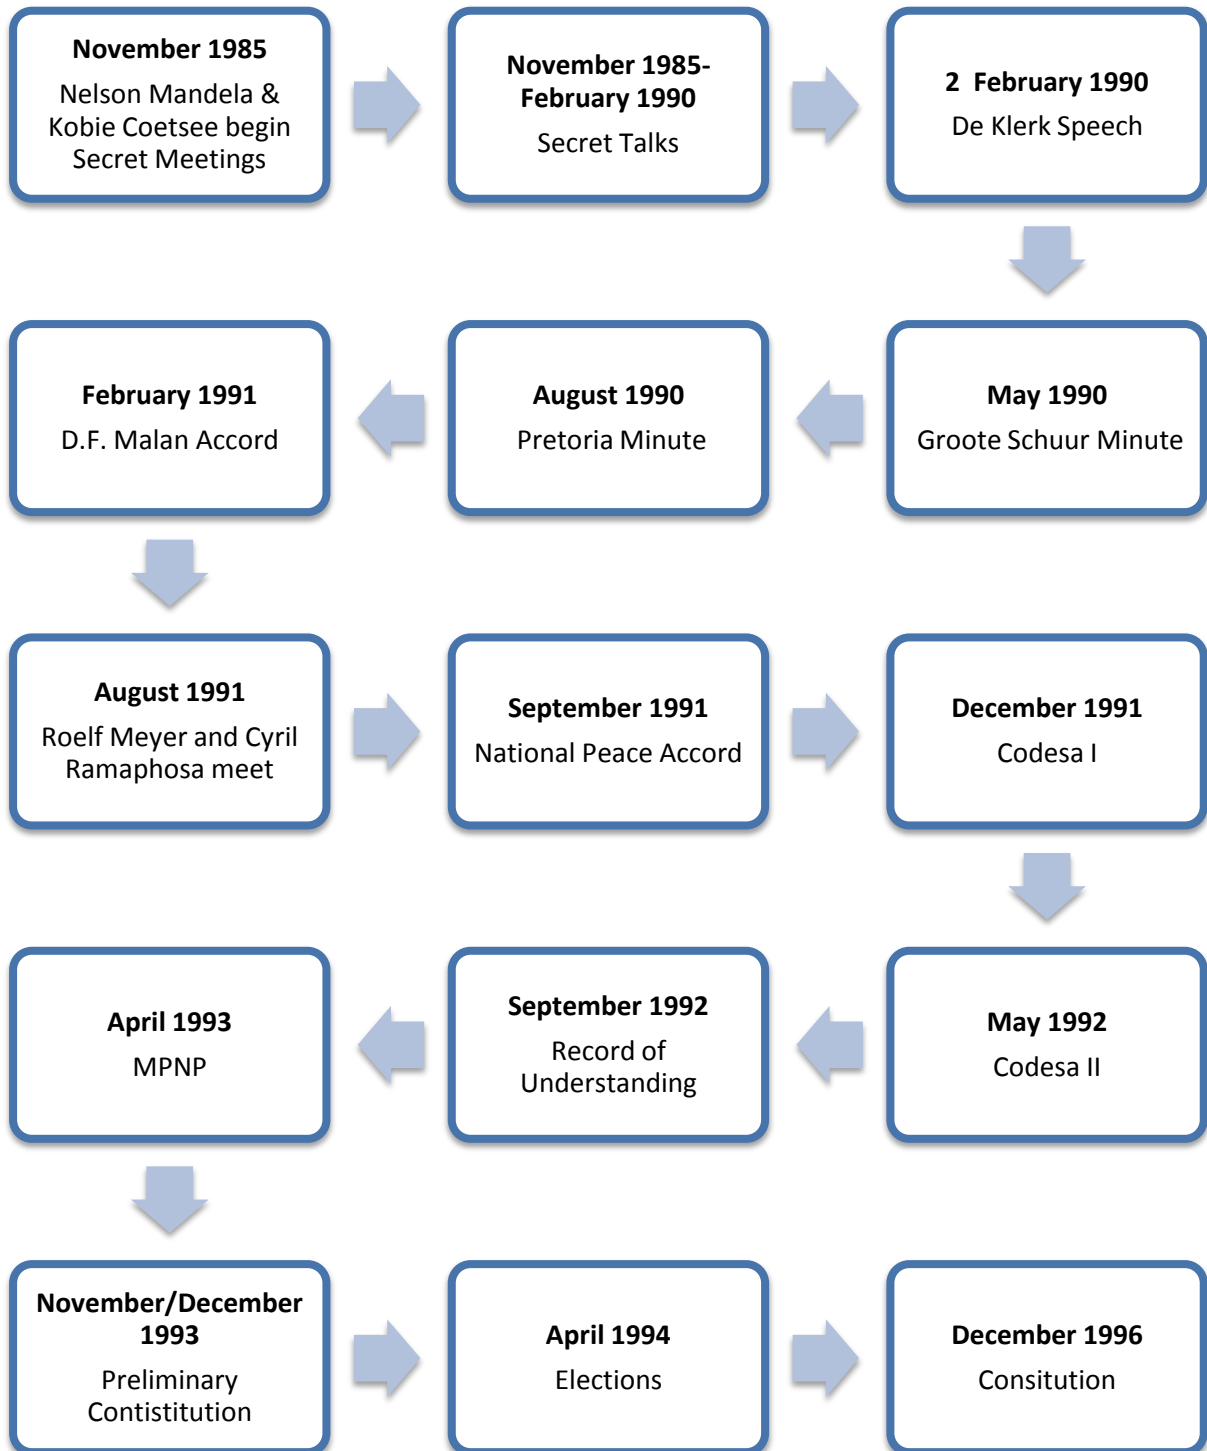 November 1985
Nelson Mandela &
Kobie Coetsee begin
Secret Meetings
November 1985-
February 1990
Secret Talks
2  February 1990
De Klerk Speech
May 1990
Groote Schuur Minute
August 1990
Pretoria Minute
February 1991
D.F. Malan Accord
August 1991
Roelf Meyer and Cyril
Ramaphosa meet
September 1991
National Peace Accord
December 1991
Codesa I
May 1992
Codesa II
September 1992
Record of
Understanding
April 1993
MPNP
November/December
1993
Preliminary
Contistitution
April 1994
Elections
December 1996
Consitution